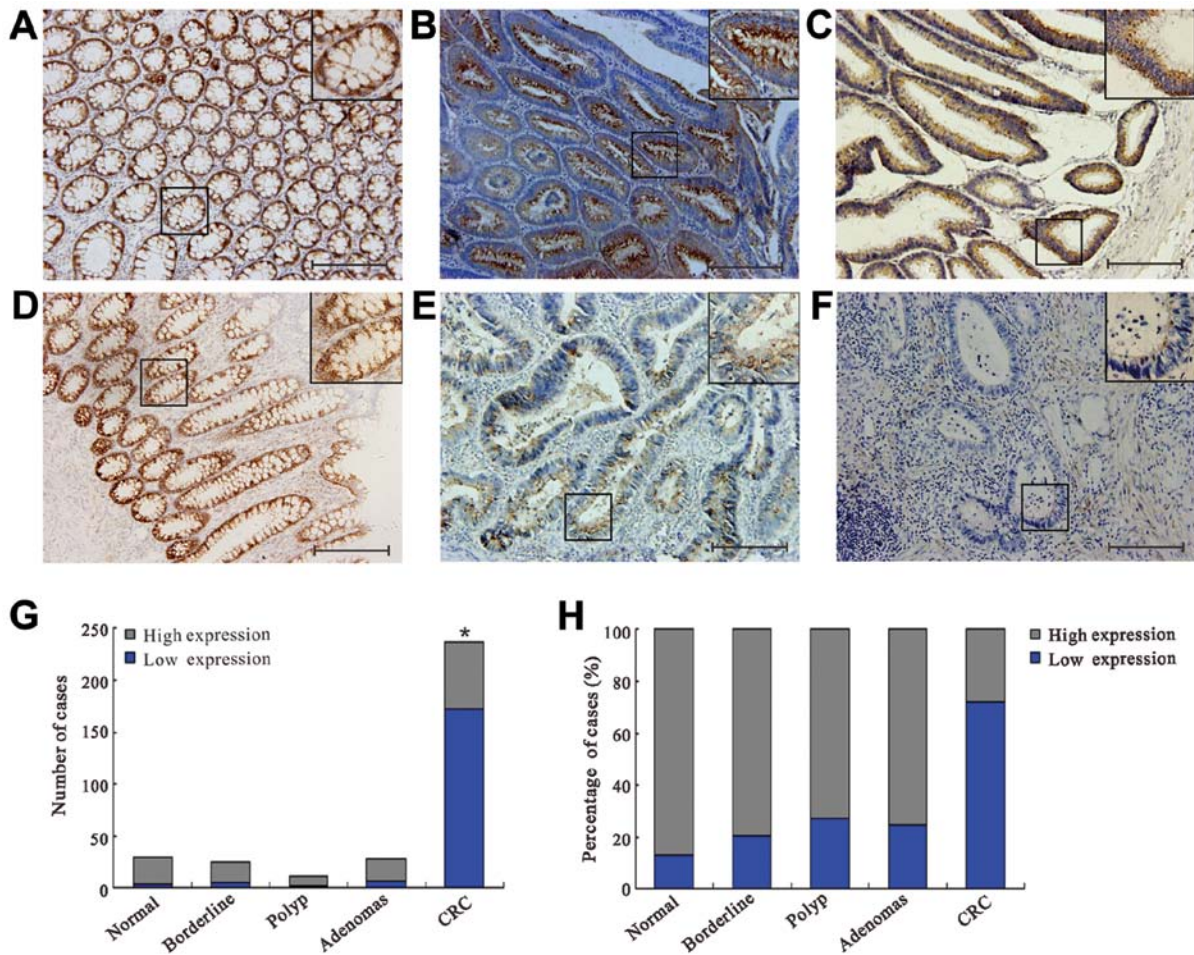 A
B
C
D
E
F
G
High expression
Low expression
*
Number of cases
250
200
150
100
50
0
Normal
Borderline
Polyp
Adenomas
CRC
H
High expression
Low expression
Percentage of cases (%)
100
80
60
40
20
0
Normal
Borderline
Polyp
Adenomas
CRC